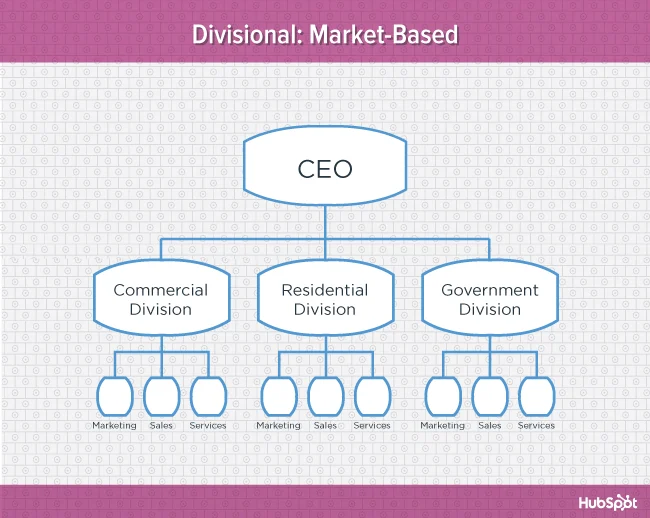 Divisional: Market-Based
CEO
Commercial
Division
Residential
Division
Government
Division
Marketing Sales Services
Marketing Sales Services
Marketing Sales Services
HubSpot